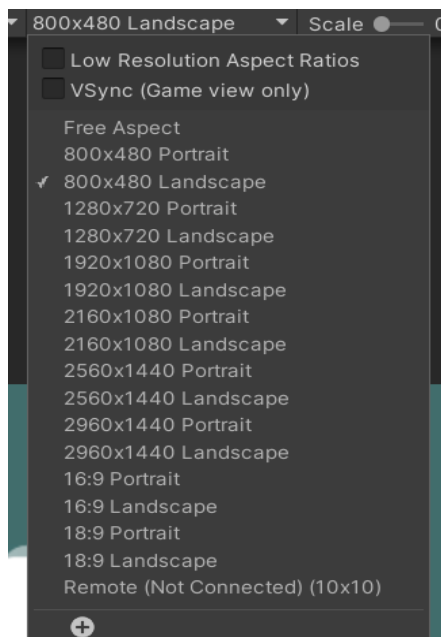 800x480 Landscape Scale
Low Resolution Aspect Ratios
VSync (Game view only)
Free Aspect
800x480 Portrait
800x480 Landscape
1280x720 Portrait
1280x720 Landscape
1920x1080 Portrait
1920x1080 Landscape
2160x1080 Portrait
2160x1080 Landscape
2560x1440 Portrait
2560x1440 Landscape
2960x1440 Portrait
2960x1440 Landscape
16:9 Portrait
16:9 Landscape
18:9 Portrait
18:9 Landscape
Remote (Not Connected) (10x10)